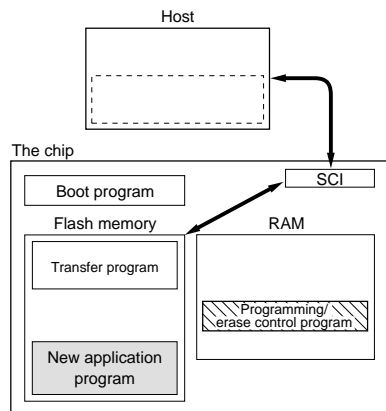 Host
The chip
SCI
Boot program
Flash memory
RAM
Transfer program
Programming/
erase control program
New application
program